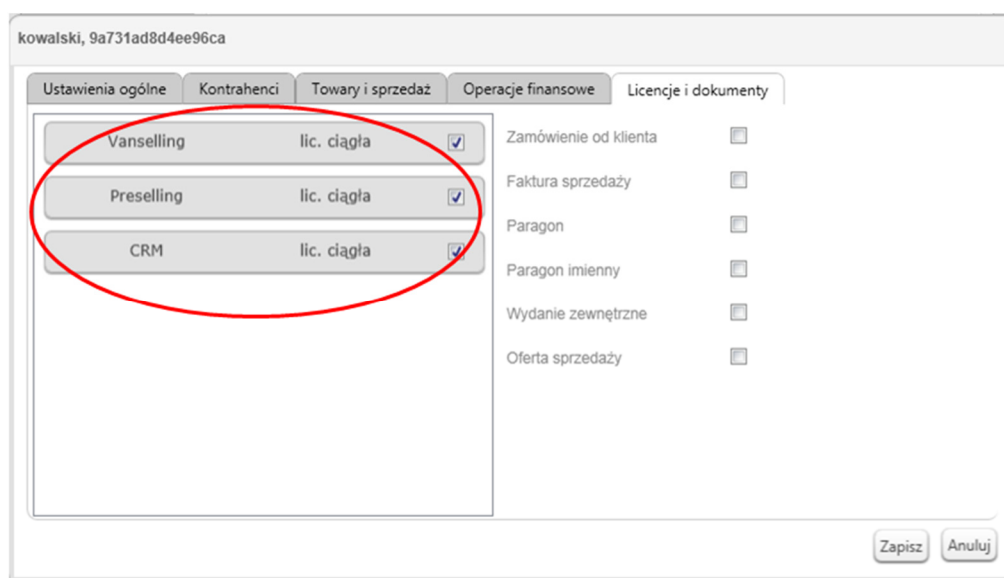 kowalski, 9a731ad8d4ee96ca
Ustawienia ogólne Kontrahenci Towary i sprzedaż Operacje finansowe Licencje i dokumenty
Vanselling lic. ciągła
Preselling lic. ciągła
CRM lic. ciągła
Zamówienie od klienta
Faktura sprzedaży
Paragon
Paragon imienny
Wydanie zewnętrzne
Oferta sprzedaży
Zapisz Anuluj